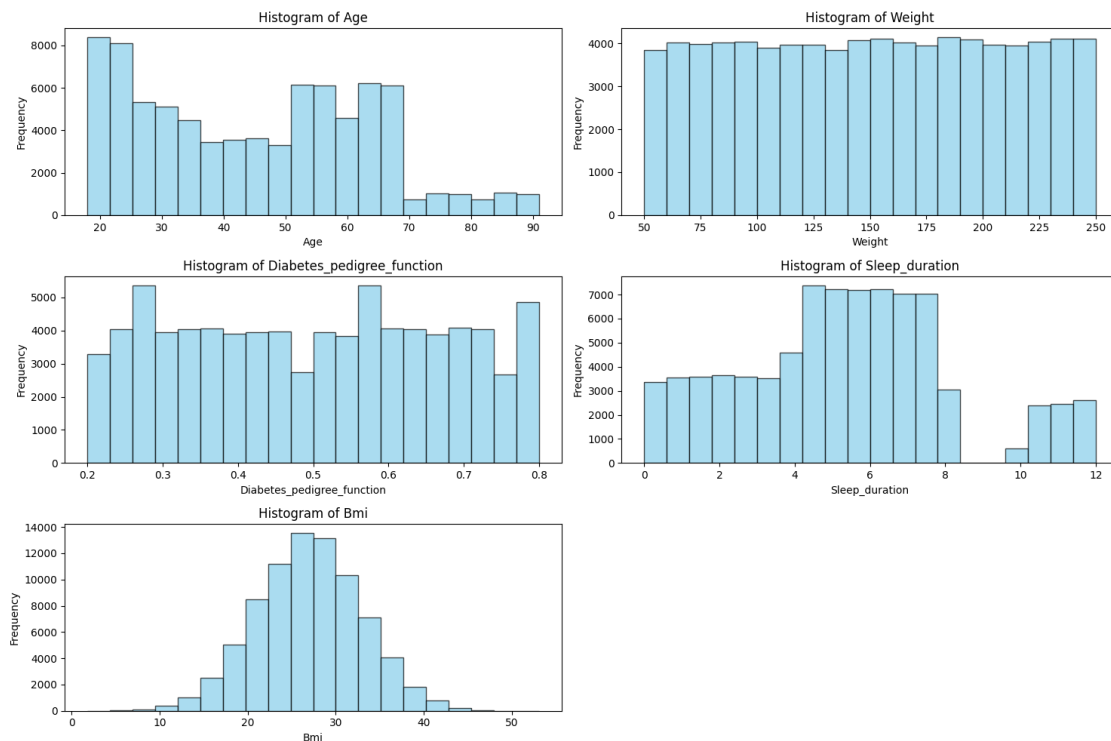 Histogram of Age
Frequency
8000
6000
4000
2000
0
20 30 40 50 60 70 80 90
Age
Histogram of Weight
Frequency
4000
3000
2000
1000
0
50 75 100 125 150 175 200 225 250
Weight
Histogram of Diabetes_pedigree_function
Frequency
5000
4000
3000
2000
1000
0
0.2 0.3 0.4 0.5 0.6 0.7 0.8
Diabetes_pedigree_function
Histogram of Sleep_duration
Frequency
7000
6000
5000
4000
3000
2000
1000
0
0 2 4 6 8 10 12
Sleep_duration
Histogram of Bmi
Frequency
14000
12000
10000
8000
6000
4000
2000
0
0 10 20 30 40 50
Bmi